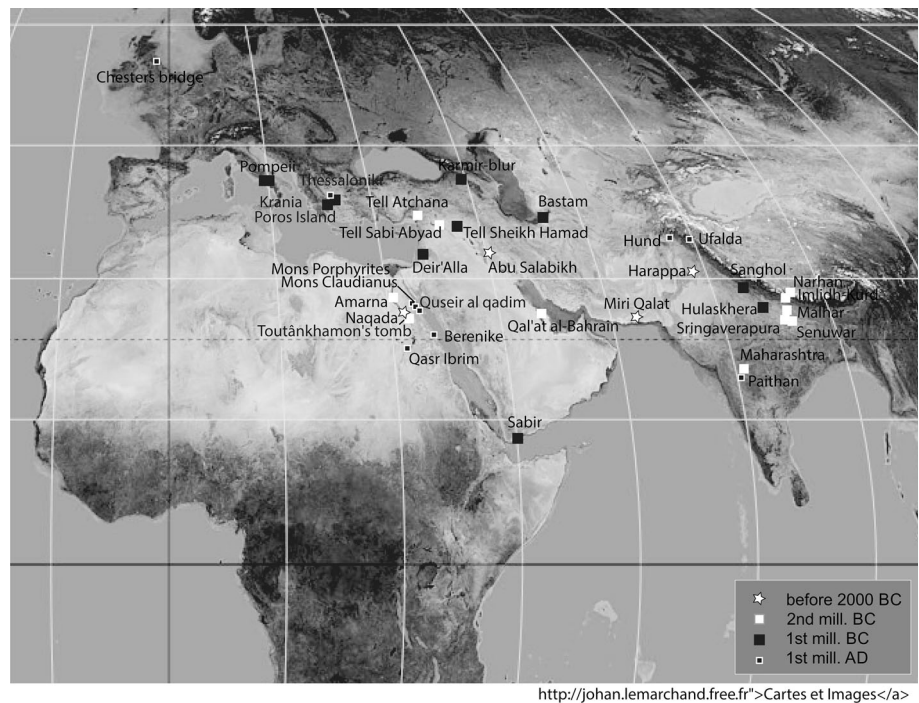 Chesters bridge
Pompeii
Thessaloniki
Karmir-blur
Krania
Poros Island
Tell Atchana
Bastam
Tell Sabi-Abyad
Tell Sheikh Hamad
Hund
Ufalda
Deir'Alla
Abu Salabikh
Harappa
Sanghol
Mons Porphyrites
Mons Claudianus
Narhan
Imlidh-Kurd
Amarna
Quseir al qadim
Miri Qalat
Hulaskhera
Malhar
Naqada
Qal'at al-Bahrain
Sringaverapura
Senuwar
Toutânkhamon's tomb
Berenike
Qasr Ibrim
Maharashtra
Paithan
Sabir
before 2000 BC
2nd mill. BC
1st mill. BC
1st mill. AD
http://johan.lemarchand.free.fr">Cartes et Images</a>